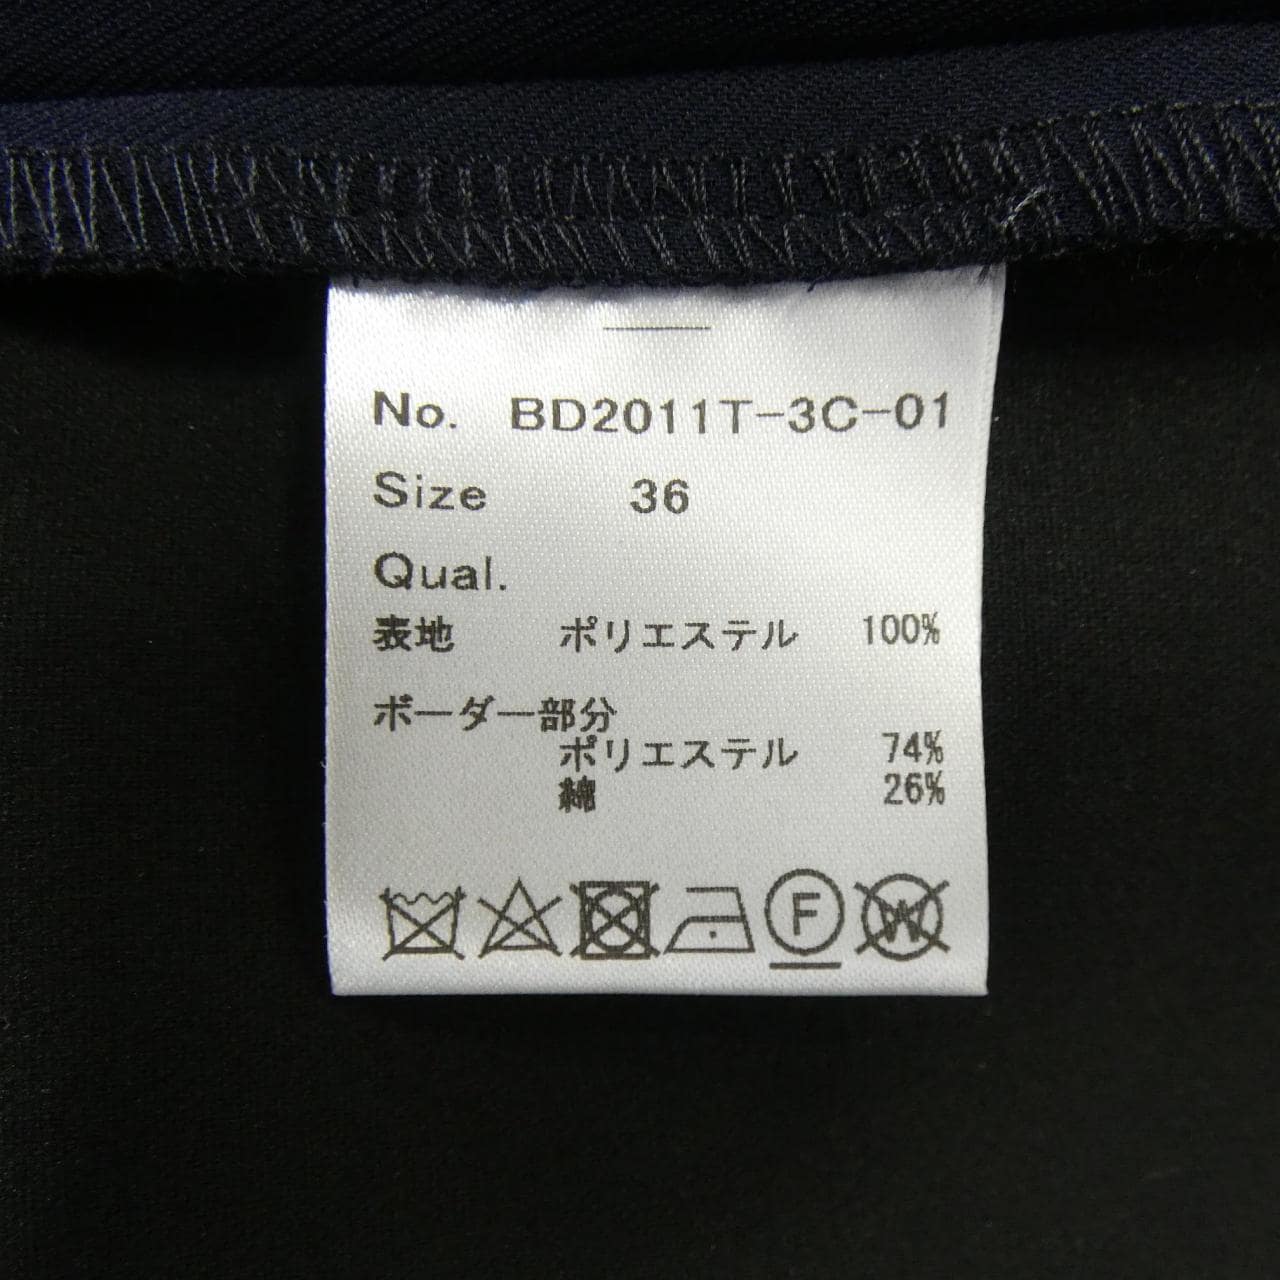 No. BD2011T-3C-01
Size 36
Qual.
表地 ポリエステル 100%
ボーダー部分
ポリエステル 74%
綿 26%
F W